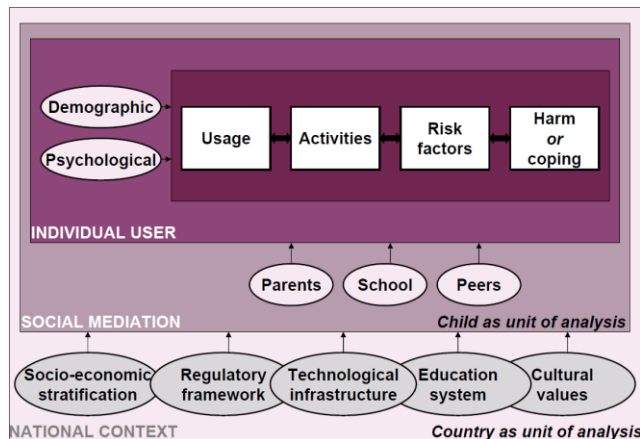 Demographic
Psychological
Usage
Activities
Risk
factors
Harm
or
coping
INDIVIDUAL USER
Parents
School
Peers
SOCIAL MEDIATION
Child as unit of analysis
Socio-economic
stratification
Regulatory
framework
Technological
infrastructure
Education
system
Cultural
values
NATIONAL CONTEXT
Country as unit of analysis